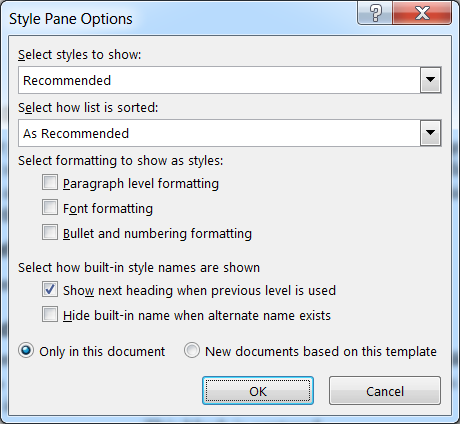 Style Pane Options
Select styles to show:
Recommended
Select how list is sorted:
As Recommended
Select formatting to show as styles:
Paragraph level formatting
Font formatting
Bullet and numbering formatting
Select how built-in style names are shown
Show next heading when previous level is used
Hide built-in name when alternate name exists
Only in this document New documents based on this template
OK Cancel